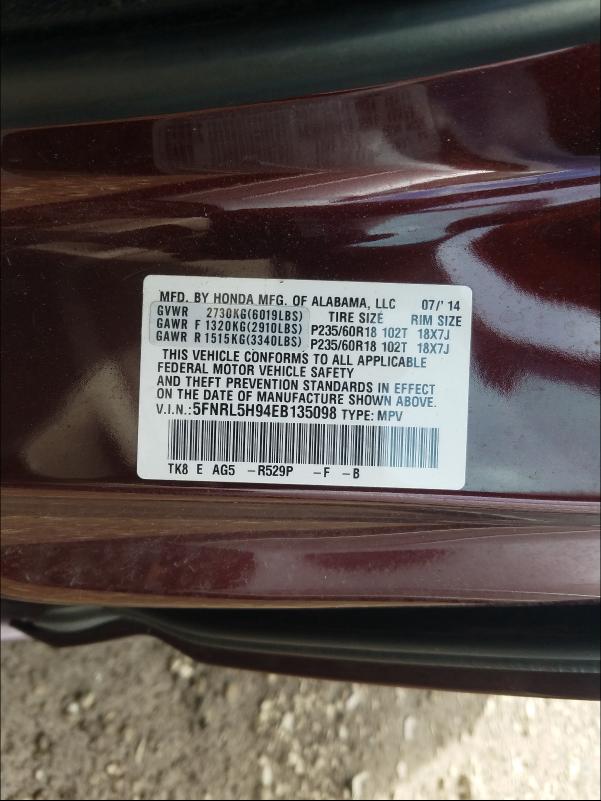 MFD. BY HONDA MFG. OF ALABAMA, LLC 07/'14
GVWR 2730KG(6019LBS) TIRE SIZE RIM SIZE
GAWR F 1320KG(2910LBS) P235/60R18 102T 18X7J
GAWR R 1515KG(3340LBS) P235/60R18 102T 18X7J
THIS VEHICLE CONFORMS TO ALL APPLICABLE
FEDERAL MOTOR VEHICLE SAFETY
AND THEFT PREVENTION STANDARDS IN EFFECT
ON THE DATE OF MANUFACTURE SHOWN ABOVE.
V.I.N.:5FNRL5H94EB135098 TYPE: MPV
TK8 E AG5 -R529P -F -B